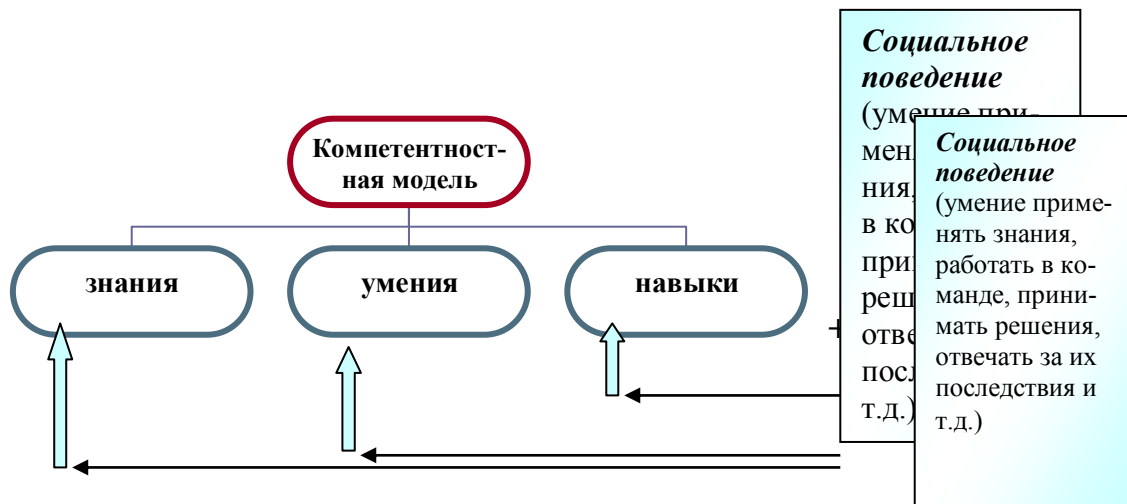 Компетентност-
ная модель
знания
умения
навыки
+
Социальное
поведение
(умение при-
ния,
в
т.д.)
Социальное
поведение
(умение приме-
нять знания,
работать в ко-
манде, прини-
мать решения,
отвечать за их
последствия и
т.д.)